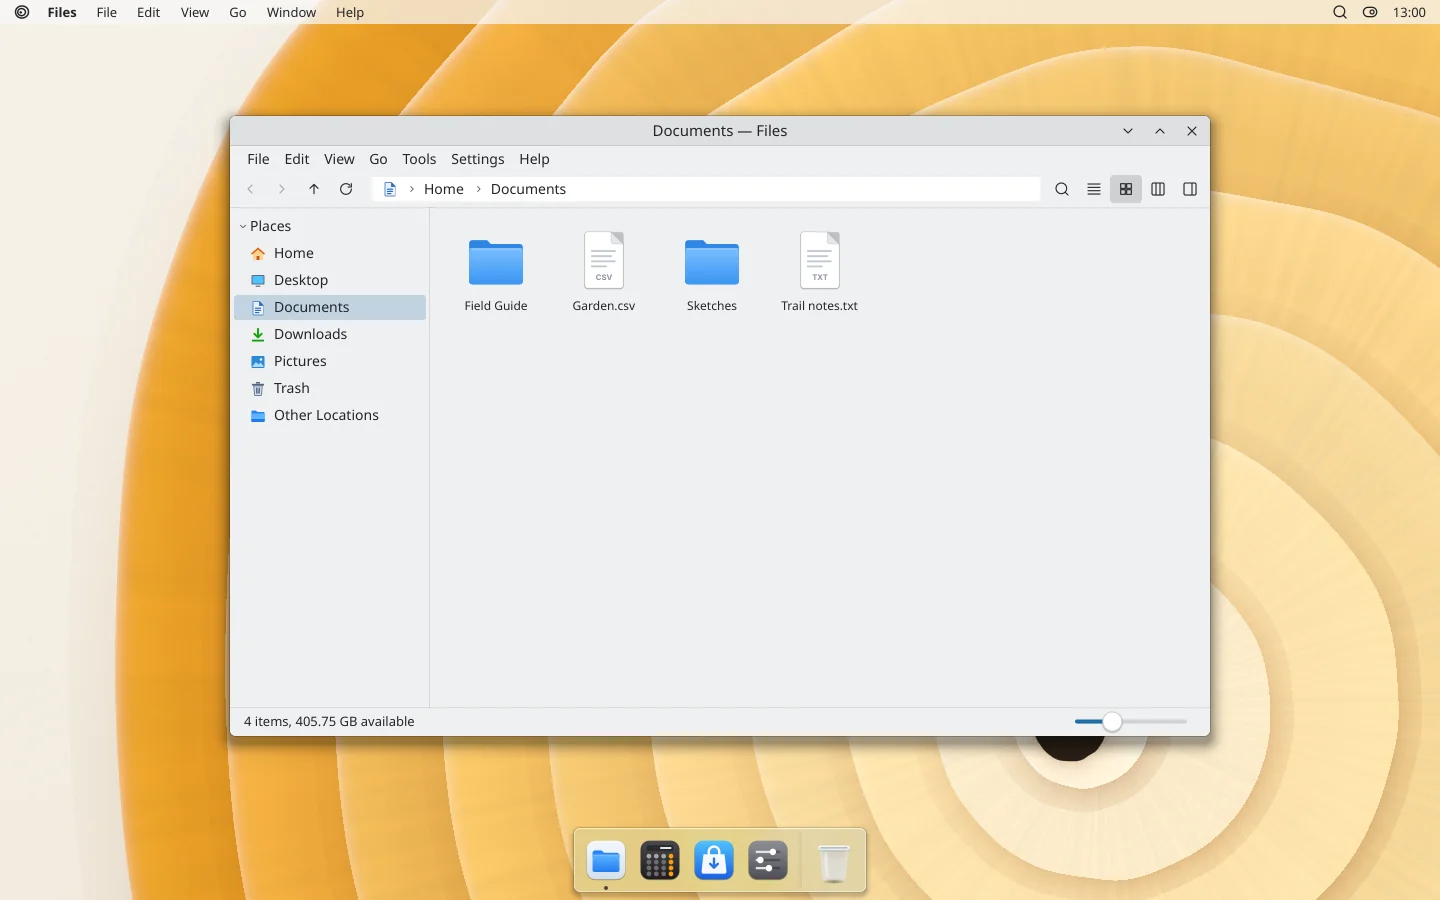 Files File Edit View Go Window Help 13:00
Documents — Files
File Edit View Go Tools Settings Help
Home Documents
Places
Home
Desktop
Documents
Downloads
Pictures
Trash
Other Locations
CSV TXT
Field Guide Garden.csv Sketches Trail notes.txt
4 items, 405.75 GB available